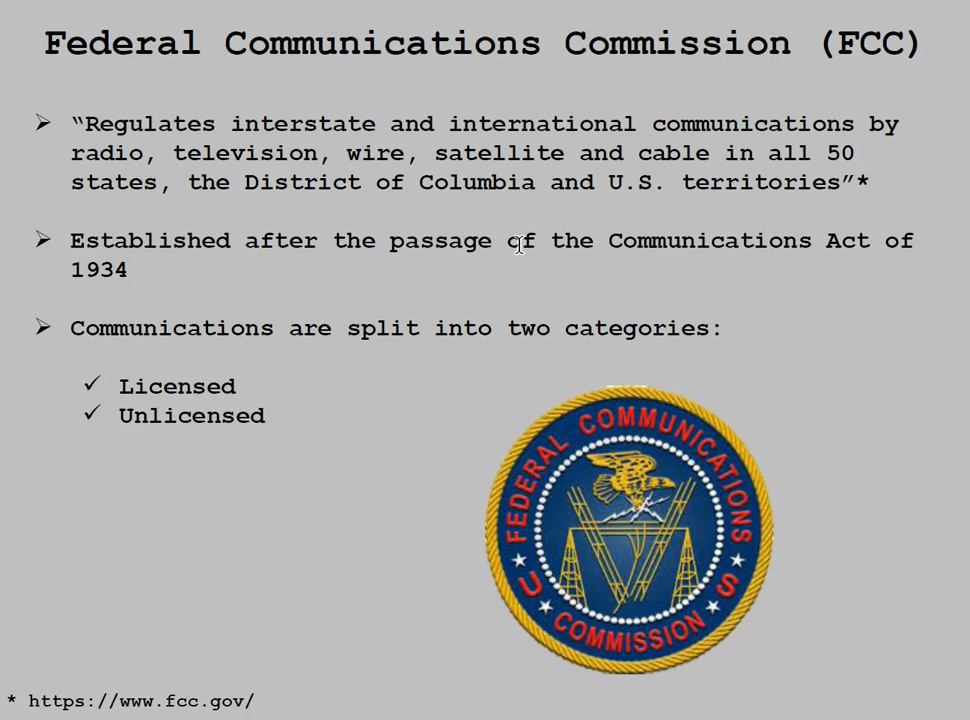 Federal Communications Commission (FCC)
➢ “Regulates interstate and international communications by
radio, television, wire, satellite and cable in all 50
states, the District of Columbia and U.S. territories”*
➢ Established after the passage of the Communications Act of
1934
➢ Communications are split into two categories:
✓ Licensed
✓ Unlicensed
FEDERAL COMMUNICATIONS
U S
COMMISSION
* https://www.fcc.gov/